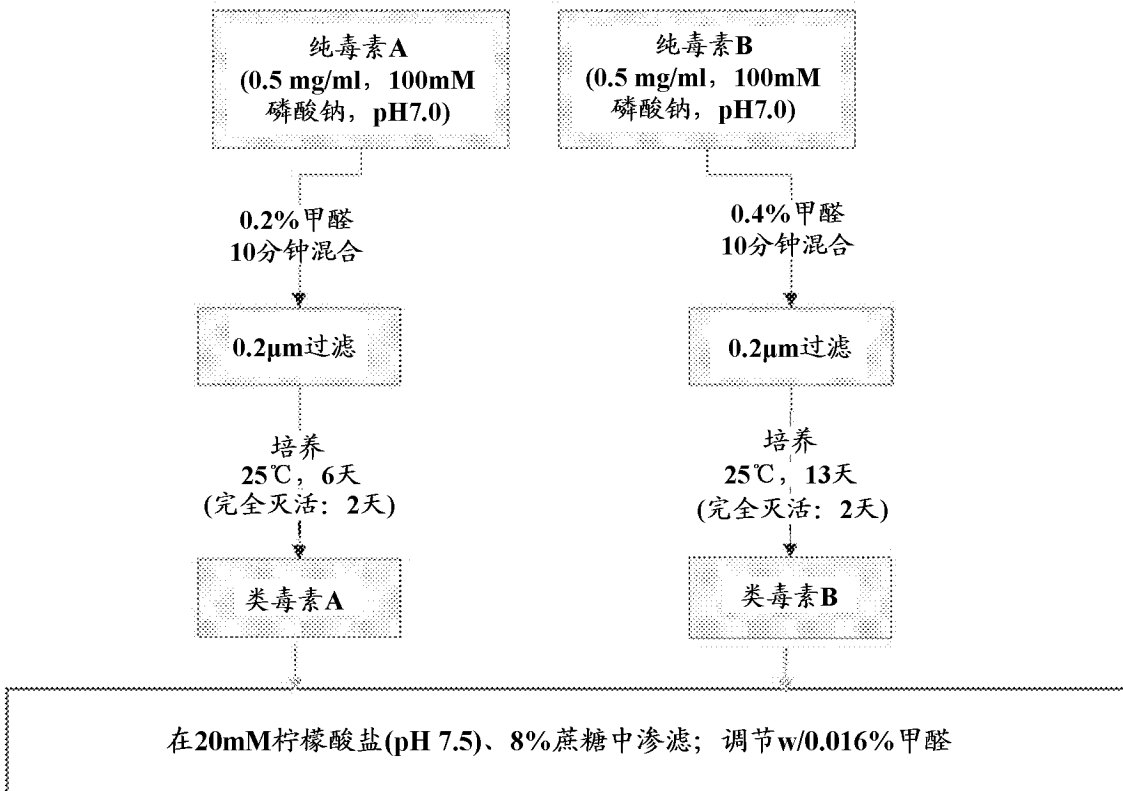 纯毒素A
(0.5 mg/ml，100mM
磷酸钠，pH7.0)
纯毒素B
(0.5 mg/ml，100mM
磷酸钠，pH7.0)
0.2%甲醛
10分钟混合
0.4%甲醛
10分钟混合
0.2μm过滤
0.2μm过滤
培养
25℃，6天
(完全灭活：2天)
培养
25℃，13天
(完全灭活：2天)
类毒素A
类毒素B
在20mM柠檬酸盐(pH 7.5)、8%蔗糖中渗滤；调节w/0.016%甲醛